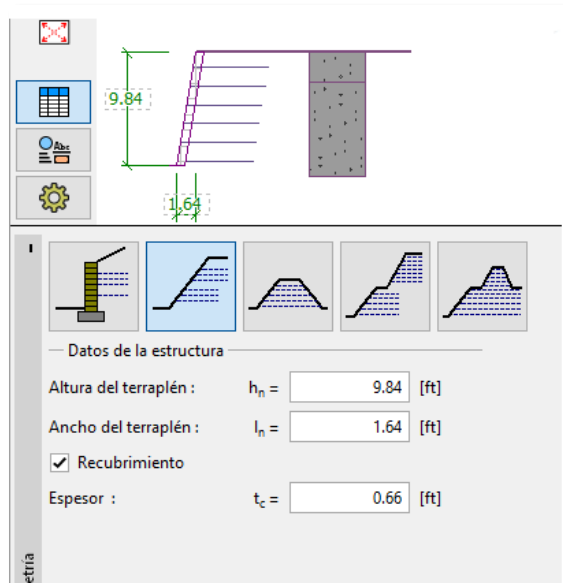 9.84
Abc
1.64
Datos de la estructura
Altura del terraplén : hn = 9.84 [ft]
Ancho del terraplén : ln = 1.64 [ft]
Recubrimiento
Espesor : tc = 0.66 [ft]
etría